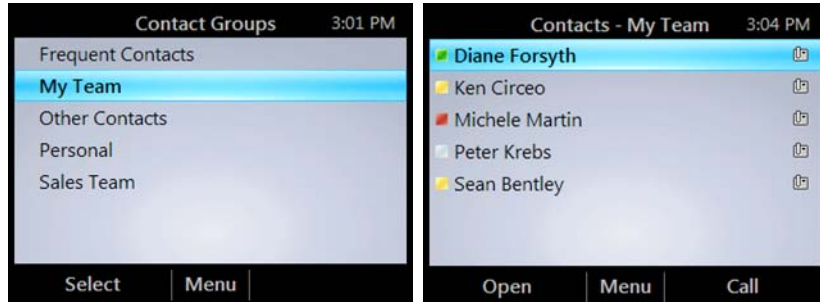 Contact Groups 3:01 PM
Frequent Contacts
My Team
Other Contacts
Personal
Sales Team
Select Menu
Contacts - My Team 3:04 PM
Diane Forsyth
Ken Circeo
Michele Martin
Peter Krebs
Sean Bentley
Open Menu Call